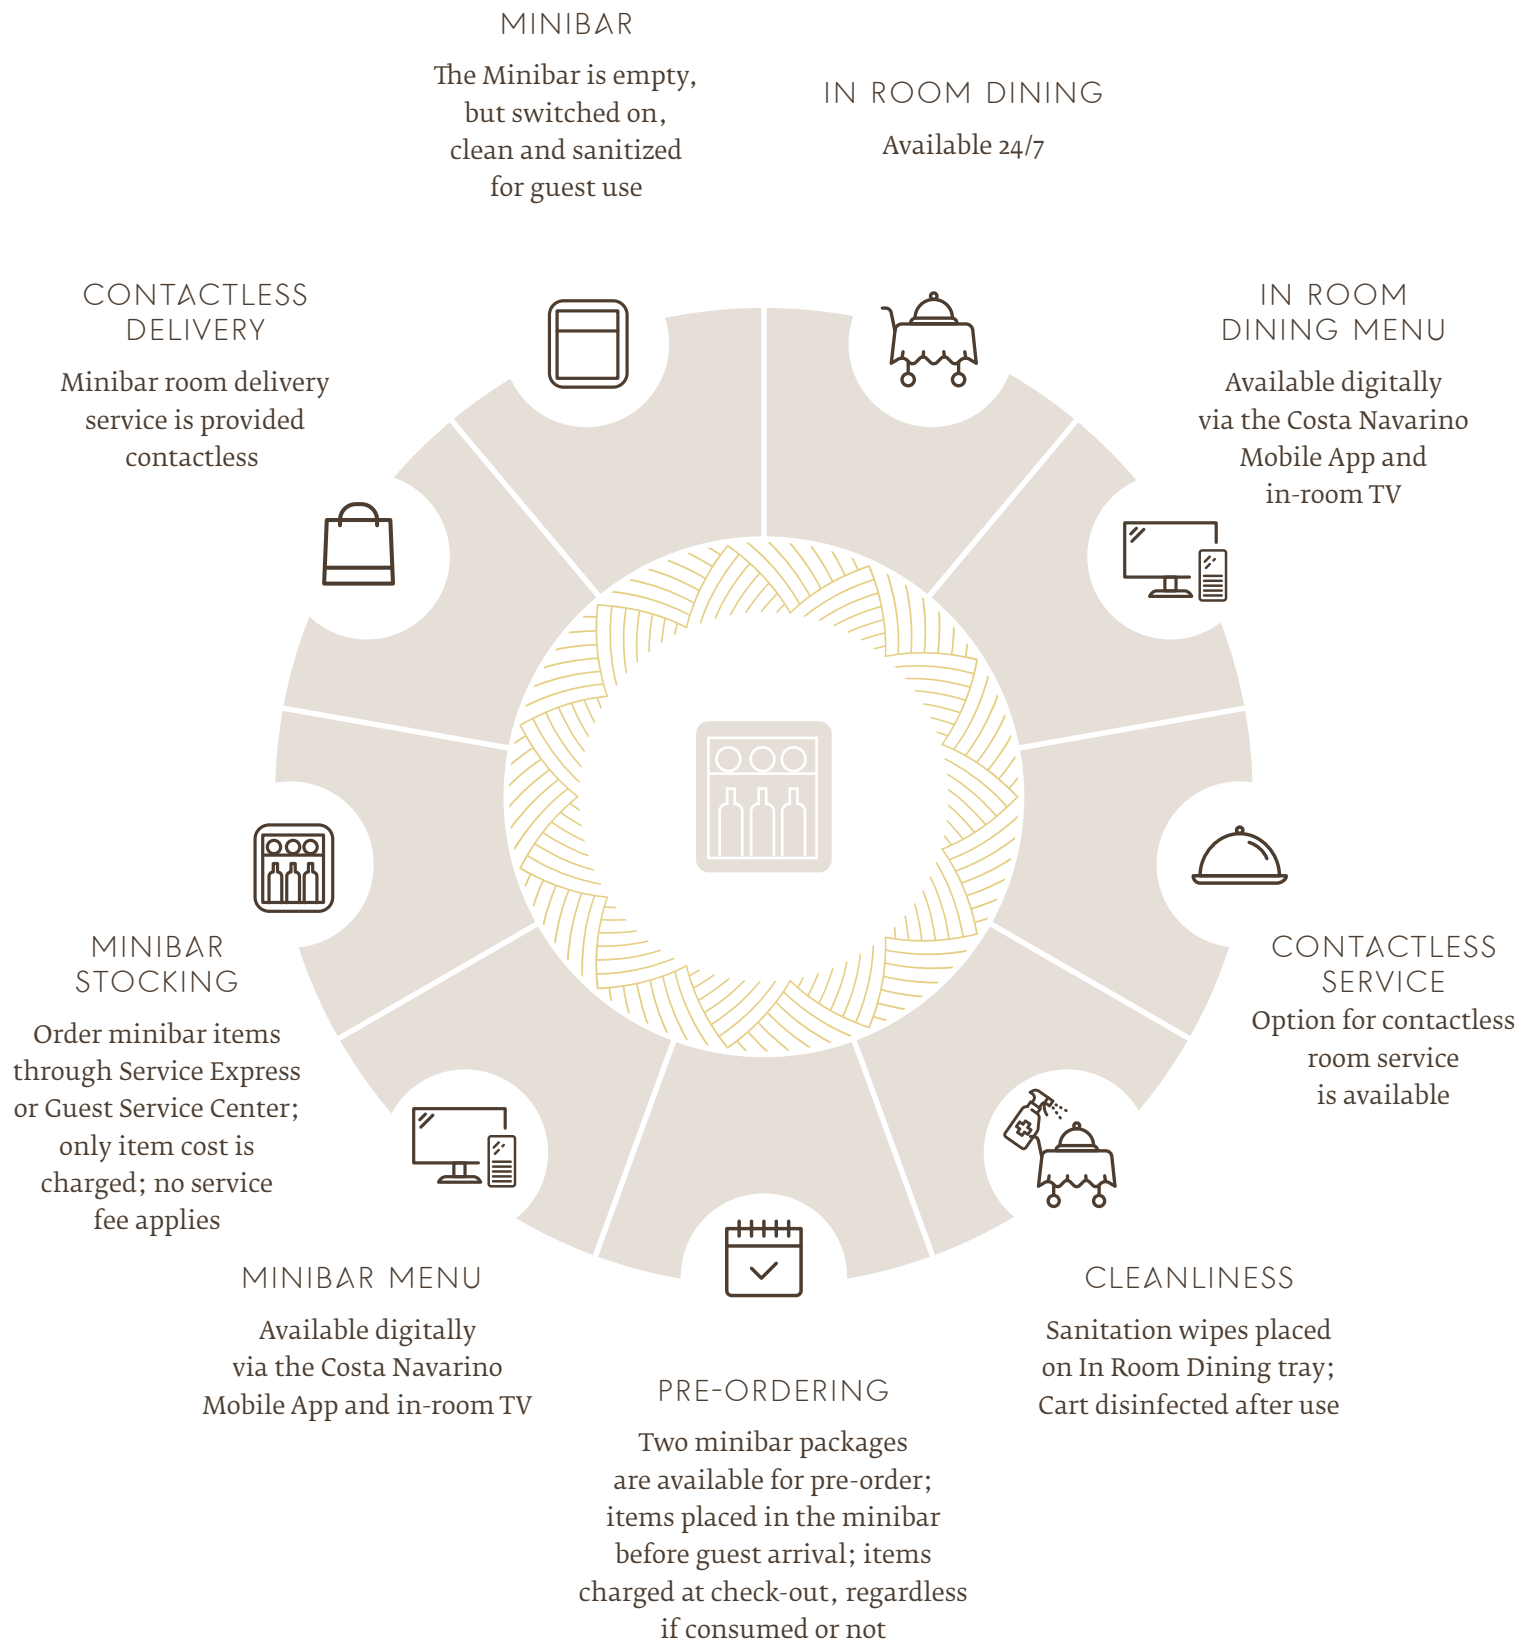 MINIBAR
The Minibar is empty,
but switched on,
clean and sanitized
for guest use
IN ROOM DINING
Available 24/7
IN ROOM
DINING MENU
Available digitally
via the Costa Navarino
Mobile App and
in-room TV
CONTACTLESS
SERVICE
Option for contactless
room service
is available
CLEANLINESS
Sanitation wipes placed
on In Room Dining tray;
Cart disinfected after use
PRE-ORDERING
Two minibar packages
are available for pre-order;
items placed in the minibar
before guest arrival; items
charged at check-out, regardless
if consumed or not
MINIBAR MENU
Available digitally
via the Costa Navarino
Mobile App and in-room TV
MINIBAR
STOCKING
Order minibar items
through Service Express
or Guest Service Center;
only item cost is
charged; no service
fee applies
CONTACTLESS
DELIVERY
Minibar room delivery
service is provided
contactless